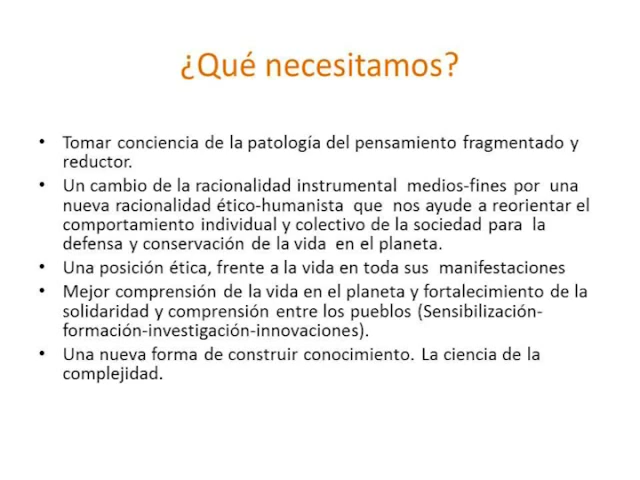 ¿Qué necesitamos?
• Tomar conciencia de la patología del pensamiento fragmentado y
reductor.
• Un cambio de la racionalidad instrumental medios-fines por una
nueva racionalidad ético-humanista que nos ayude a reorientar el
comportamiento individual y colectivo de la sociedad para la
defensa y conservación de la vida en el planeta.
• Una posición ética, frente a la vida en toda sus manifestaciones
• Mejor comprensión de la vida en el planeta y fortalecimiento de la
solidaridad y comprensión entre los pueblos (Sensibilización-
formación-investigación-innovaciones).
• Una nueva forma de construir conocimiento. La ciencia de la
complejidad.